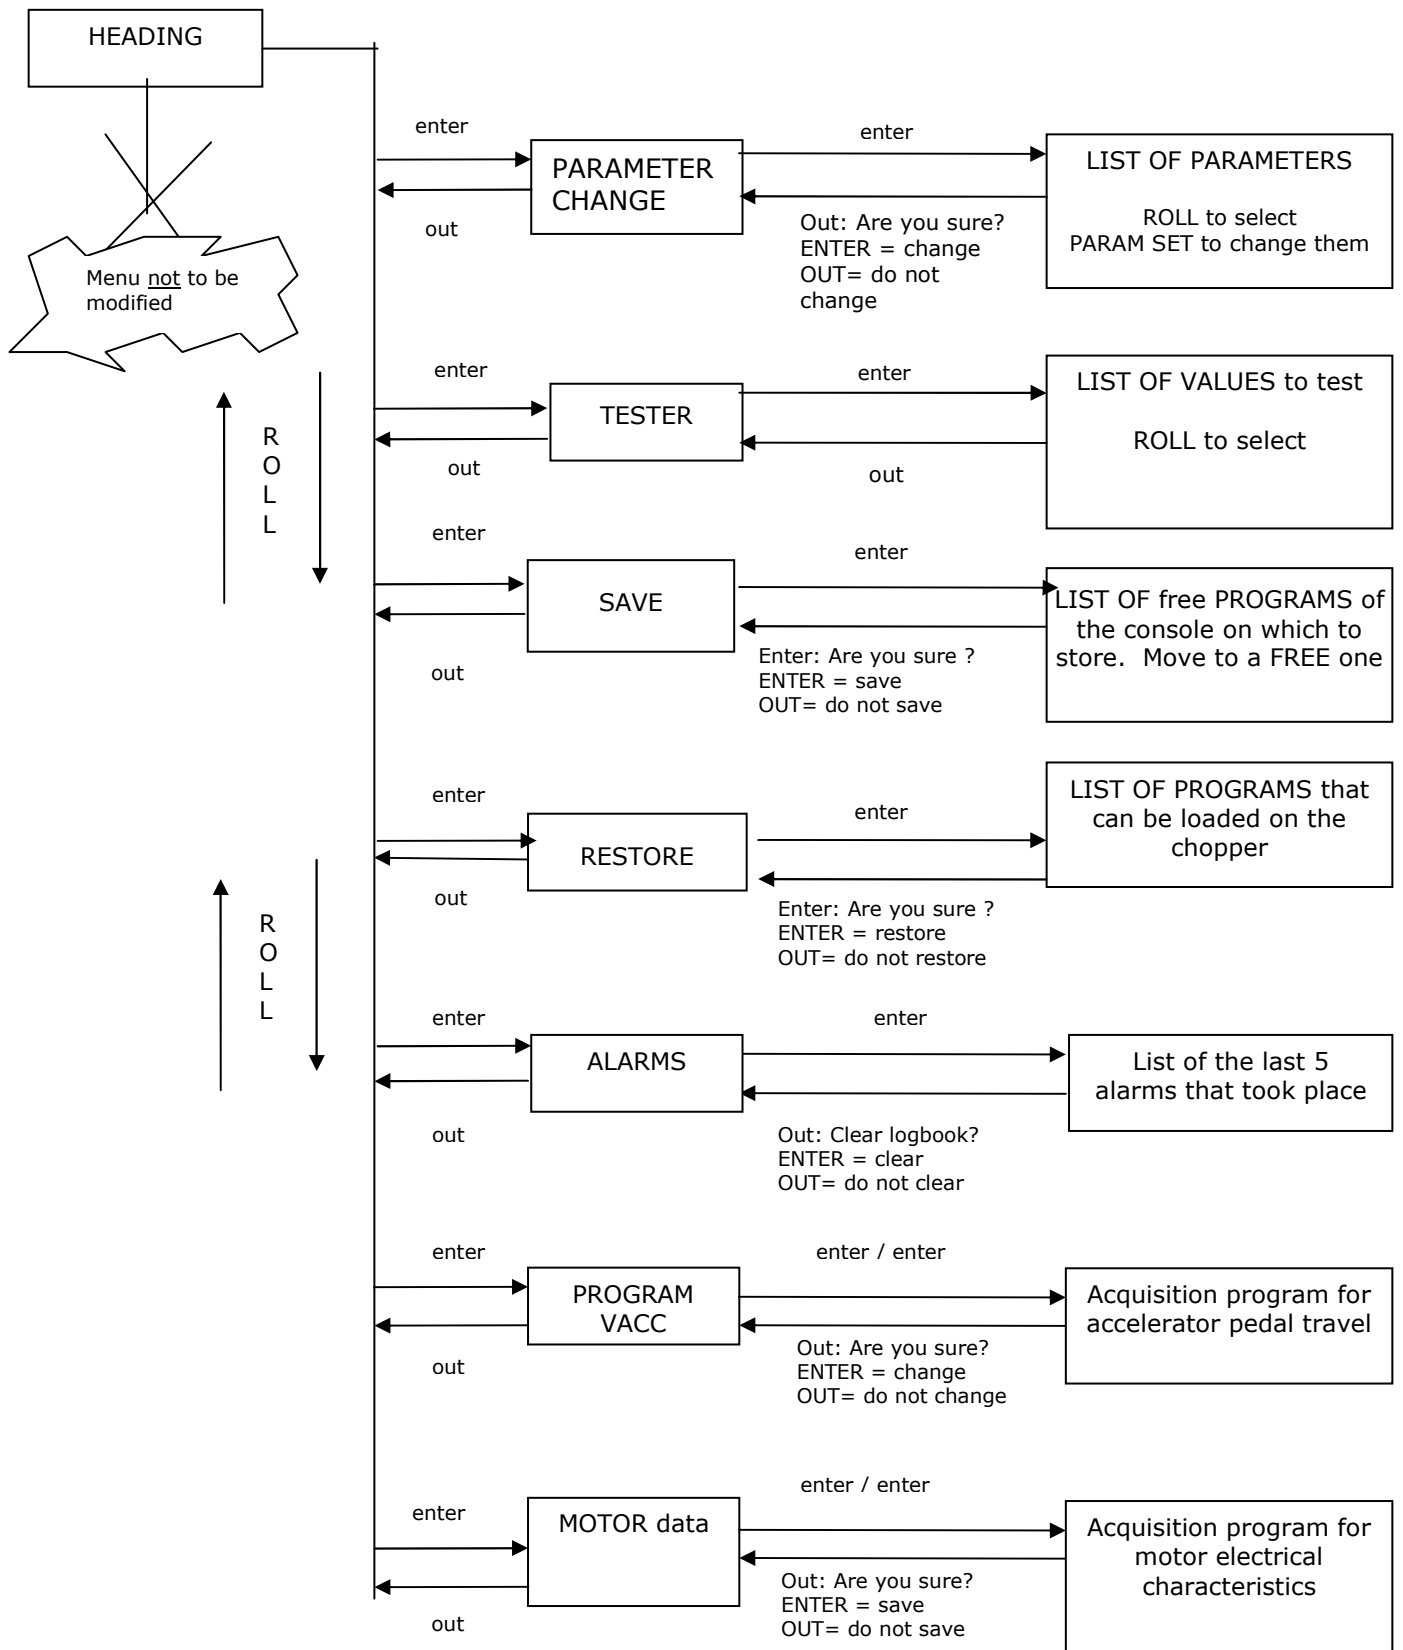 HEADING
enter
enter
PARAMETER
CHANGE
LIST OF PARAMETERS
ROLL to select
PARAM SET to change them
out
Out: Are you sure?
ENTER = change
OUT= do not
change
Menu not to be
modified
enter
enter
TESTER
LIST OF VALUES to test
ROLL to select
R
O
L
L
out
out
enter
enter
SAVE
LIST OF free PROGRAMS of
the console on which to
store. Move to a FREE one
out
Enter: Are you sure ?
ENTER = save
OUT= do not save
enter
enter
RESTORE
LIST OF PROGRAMS that
can be loaded on the
chopper
out
Enter: Are you sure ?
ENTER = restore
OUT= do not restore
R
O
L
L
enter
enter
ALARMS
List of the last 5
alarms that took place
out
Out: Clear logbook?
ENTER = clear
OUT= do not clear
enter
enter / enter
PROGRAM
VACC
Acquisition program for
accelerator pedal travel
out
Out: Are you sure?
ENTER = change
OUT= do not change
enter
enter / enter
MOTOR data
Acquisition program for
motor electrical
characteristics
out
Out: Are you sure?
ENTER = save
OUT= do not save